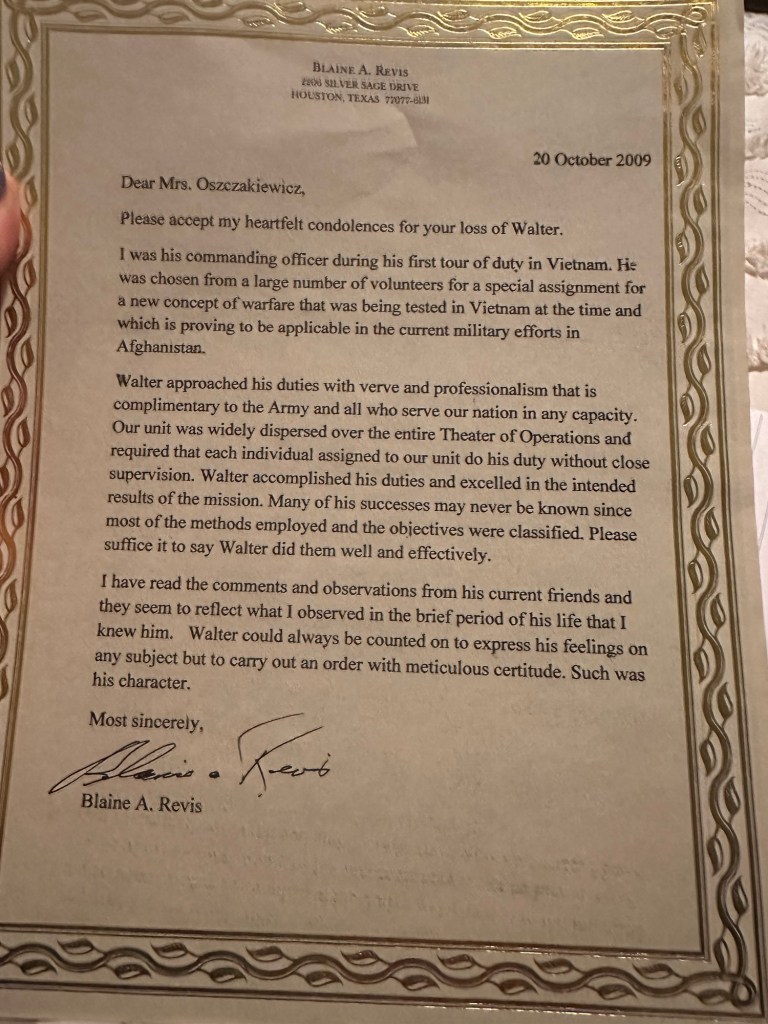 BLAINE A. REVIS
2206 SILVER SAGE DRIVE
HOUSTON, TEXAS 77077-6131
20 October 2009
Dear Mrs. Oszczakiewicz,
Please accept my heartfelt condolences for your loss of Walter.
I was his commanding officer during his first tour of duty in Vietnam. He
was chosen from a large number of volunteers for a special assignment for
a new concept of warfare that was being tested in Vietnam at the time and
which is proving to be applicable in the current military efforts in
Afghanistan.
Walter approached his duties with verve and professionalism that is
complimentary to the Army and all who serve our nation in any capacity.
Our unit was widely dispersed over the entire Theater of Operations and
required that each individual assigned to our unit do his duty without close
supervision. Walter accomplished his duties and excelled in the intended
results of the mission. Many of his successes may never be known since
most of the methods employed and the objectives were classified. Please
suffice it to say Walter did them well and effectively.
I have read the comments and observations from his current friends and
they seem to reflect what I observed in the brief period of his life that I
knew him. Walter could always be counted on to express his feelings on
any subject but to carry out an order with meticulous certitude. Such was
his character.
Most sincerely,
Blaine A. Revis
Blaine A. Revis